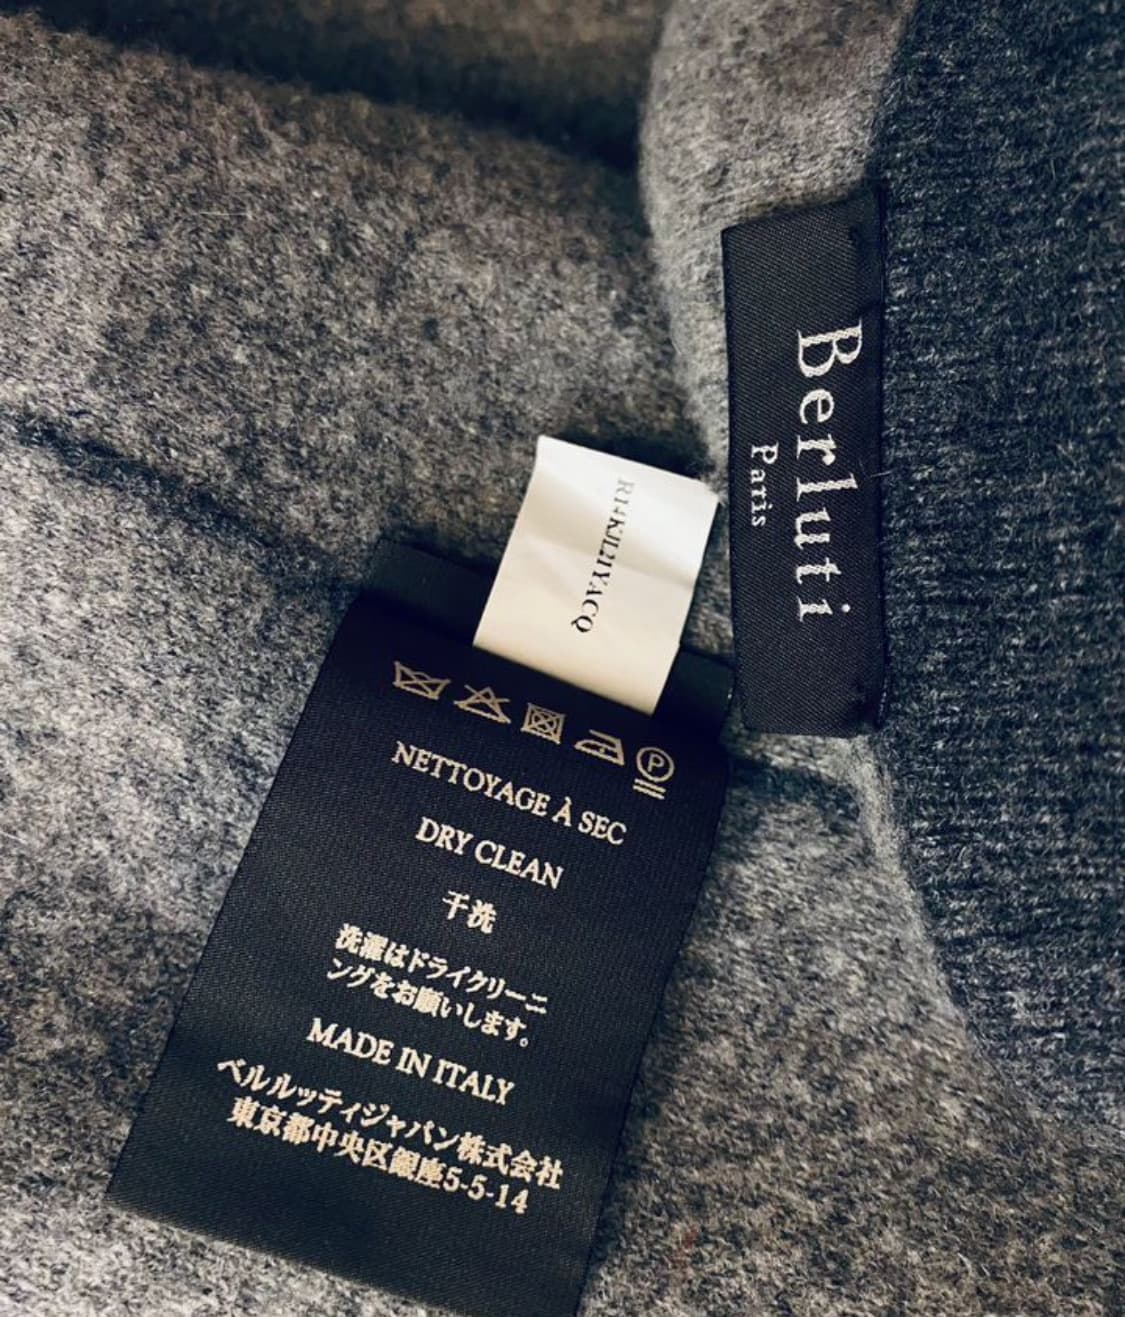 Berluti
Paris
P
NETTOYAGE À SEC
DRY CLEAN
干洗
洗濯はドライクリーニ
ングをお願いします。
MADE IN ITALY
ベルルッティジャパン株式会社
東京都中央区銀座5-5-14